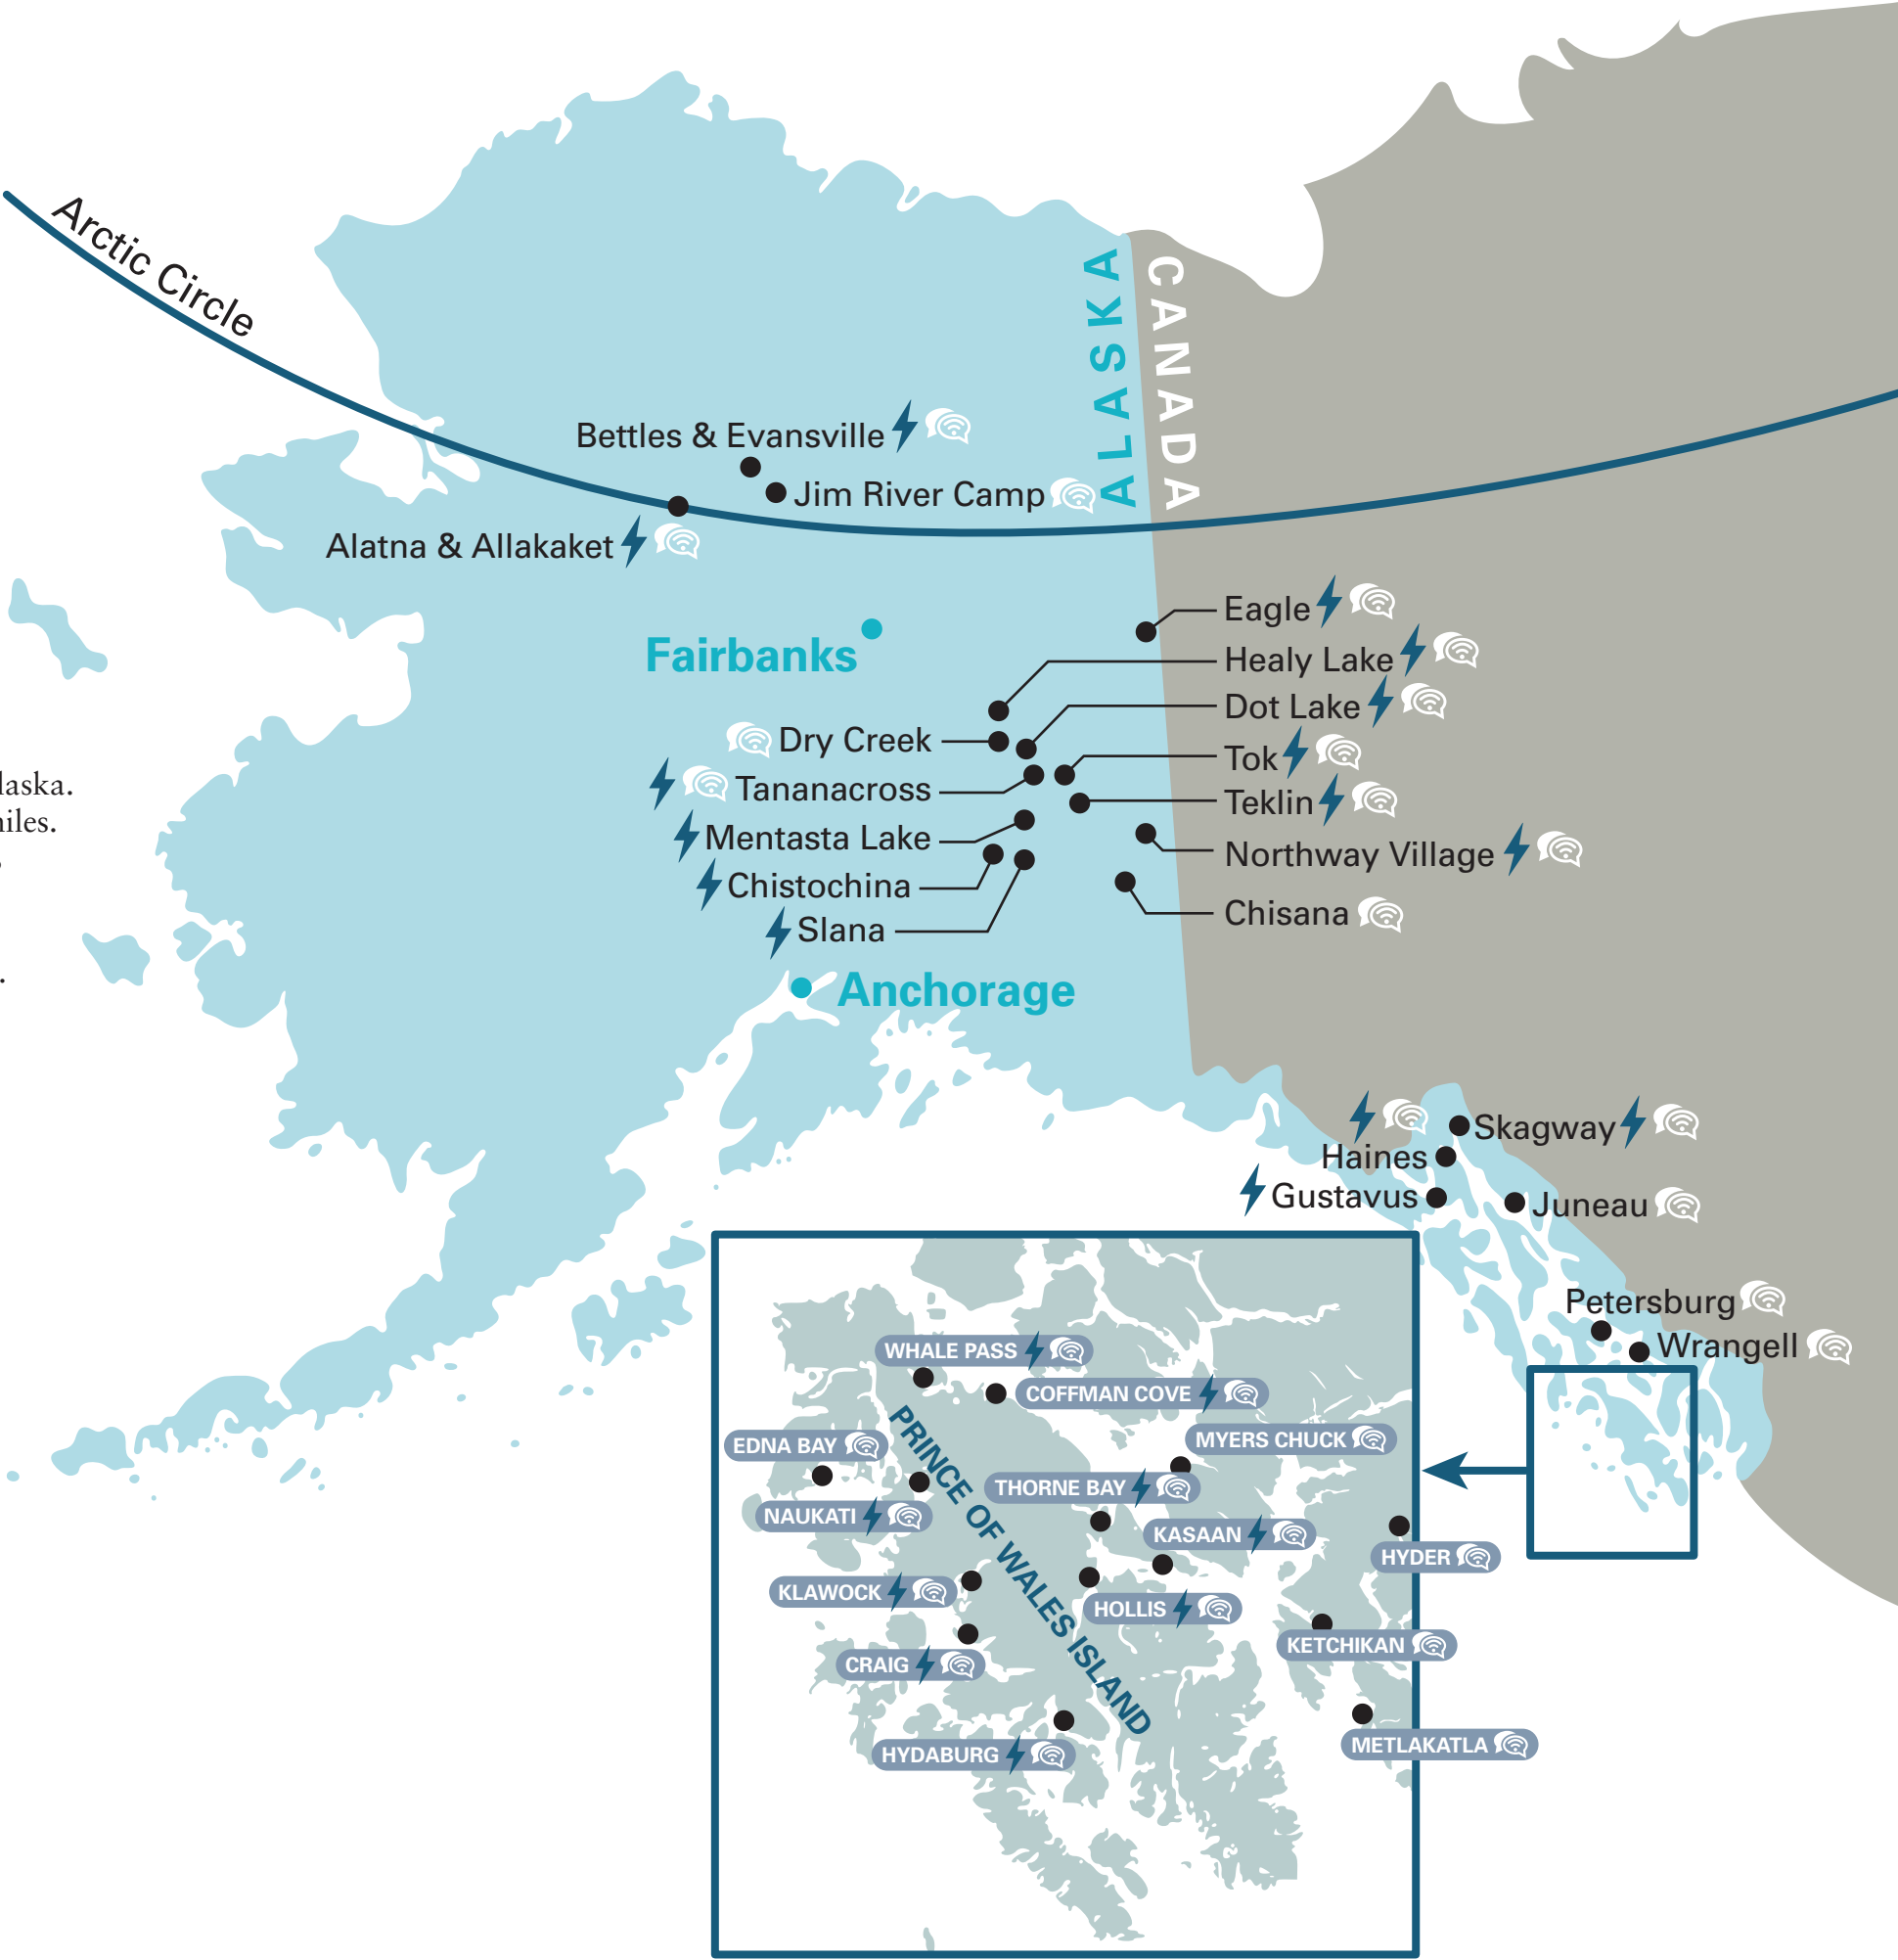 Arctic Circle
ALASKA
CANADA
Bettles & Evansville
Jim River Camp
Alatna & Allakaket
Eagle
Fairbanks
Healy Lake
Dot Lake
Dry Creek
Tok
laska.
Tananacross
Teklin
Mentasta Lake
Northway Village
Chistochina
Chisana
Slana
Anchorage
Skagway
Haines
Gustavus
Juneau
Petersburg
Wrangell
WHALE PASS
COFFMAN COVE
EDNA BAY
MYERS CHUCK
PRINCE OF WALES ISLAND
THORNE BAY
NAUKATI
KASAAN
HYDER
KLAWOCK
HOLLIS
KETCHIKAN
CRAIG
METLAKATLA
HYDABURG